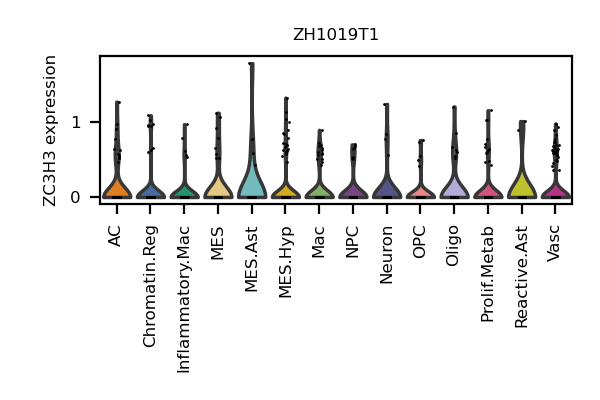 ZH1019T1
ZC3H3 expression
1
0
AC
Chromatin.Reg
Inflammatory.Mac
MES
MES.Ast
MES.Hyp
Mac
NPC
Neuron
OPC
Oligo
Prolif.Metab
Reactive.Ast
Vasc